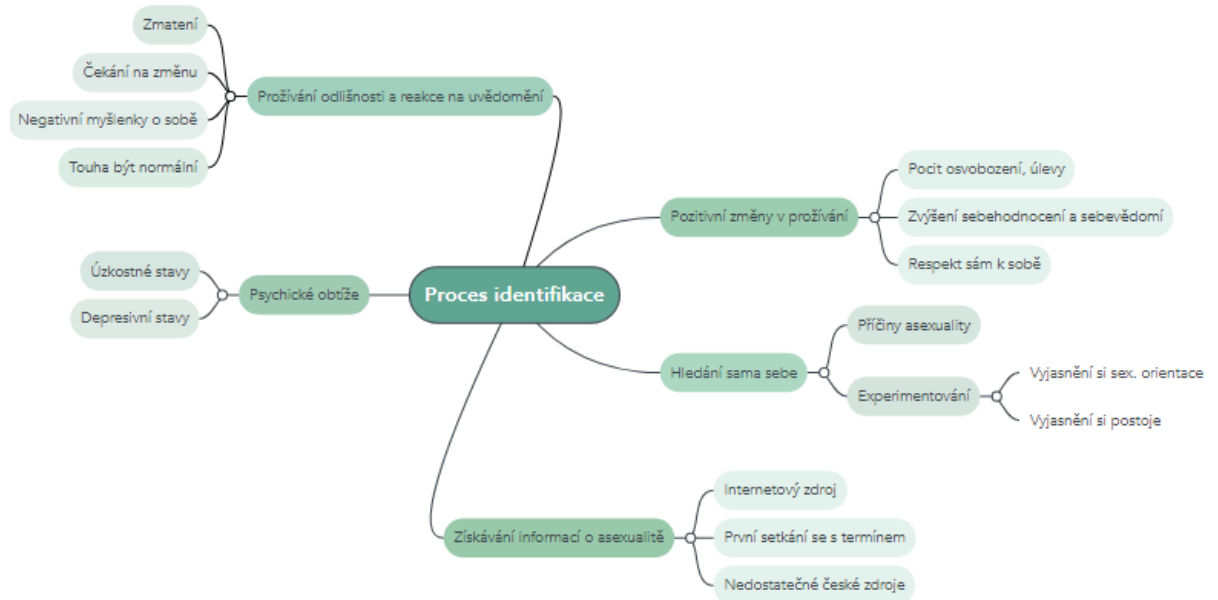 Zmatení
Čekání na změnu
Negativní myšlenky o sobě
Touha být normální
Prožívání odlišnosti a reakce na uvědomění
Úzkostné stavy
Depresivní stavy
Psychické obtíže
Proces identifikace
Pozitivní změny v prožívání
Pocit osvobození, úlevy
Zvýšení sebehodnocení a sebevědomí
Respekt sám k sobě
Hledání sama sebe
Příčiny asexuality
Experimentování
Vyjasnění si sex. orientace
Vyjasnění si postoje
Získávání informací o asexualitě
Internetový zdroj
První setkání se s termínem
Nedostatečné české zdroje